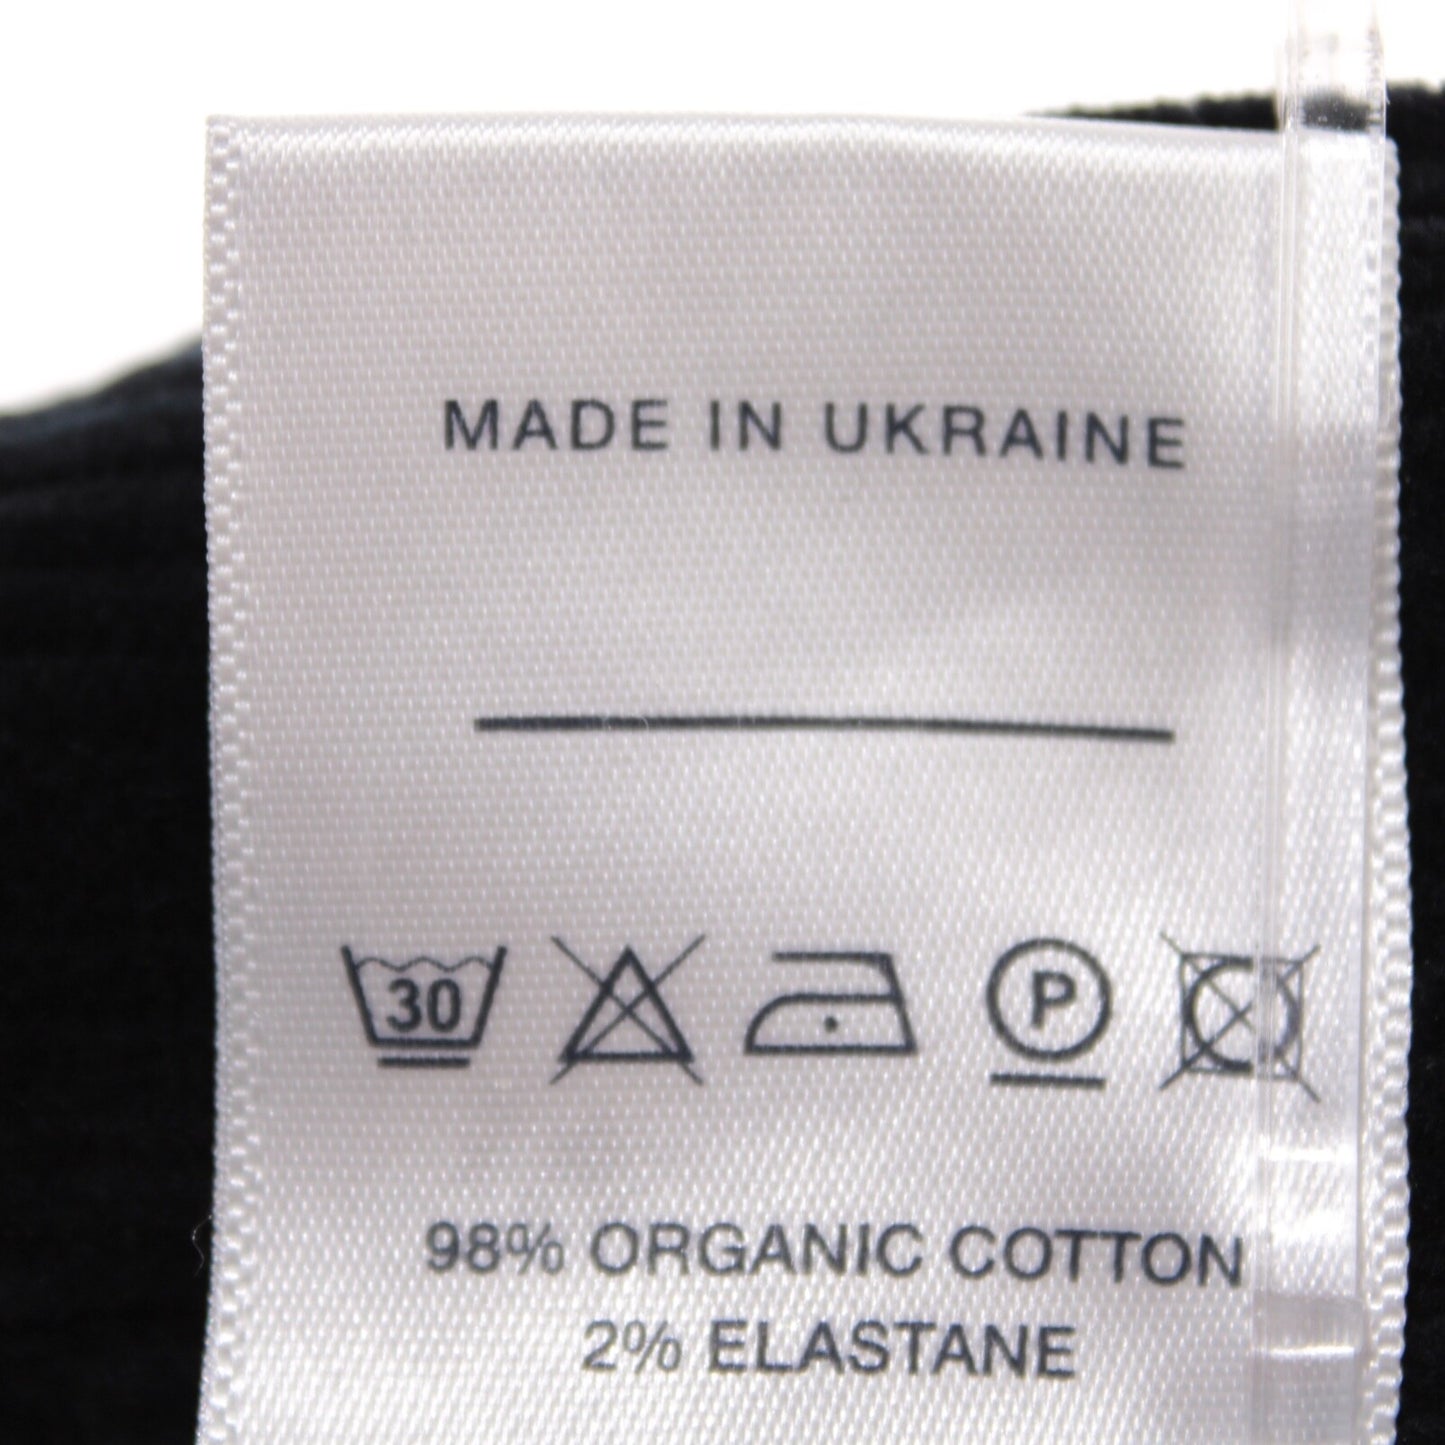 MADE IN UKRAINE
30 P
98% ORGANIC COTTON
2% ELASTANE